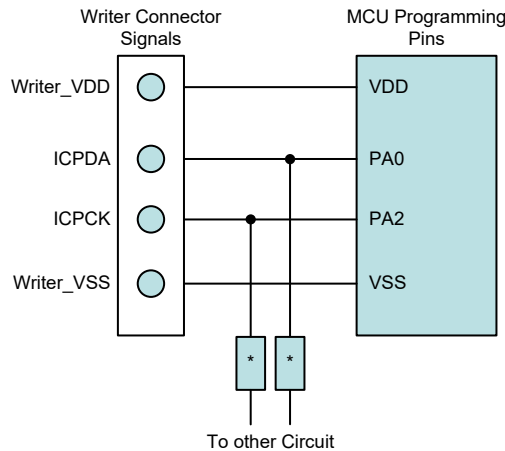 Writer Connector
Signals
MCU Programming
Pins
Writer_VDD
VDD
ICPDA
PA0
ICPCK
PA2
Writer_VSS
VSS
*
*
To other Circuit